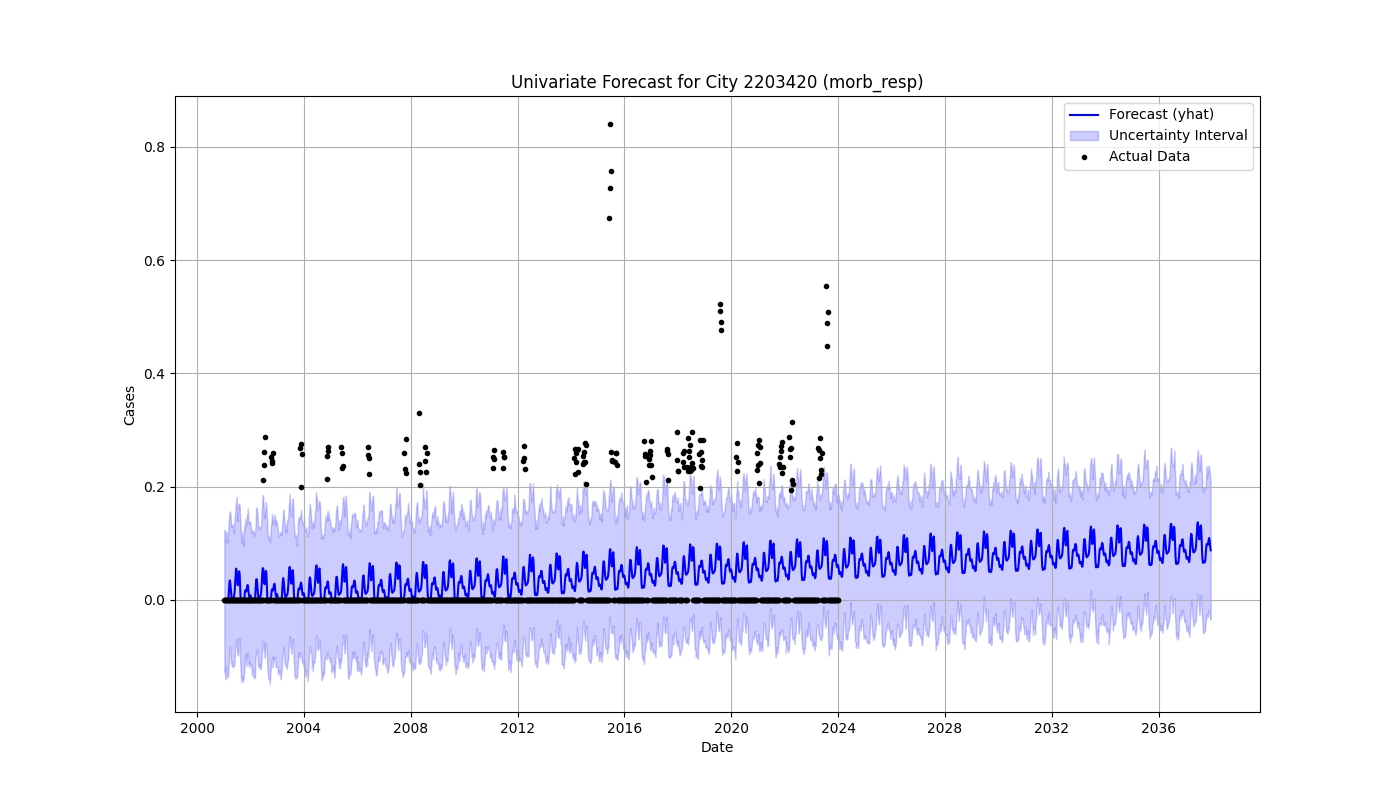 Univariate Forecast for City 2203420 (morb_resp)
Forecast (yhat)
Uncertainty Interval
Actual Data
Cases
0.8
0.6
0.4
0.2
0.0
2000 2004 2008 2012 2016 2020 2024 2028 2032 2036
Date